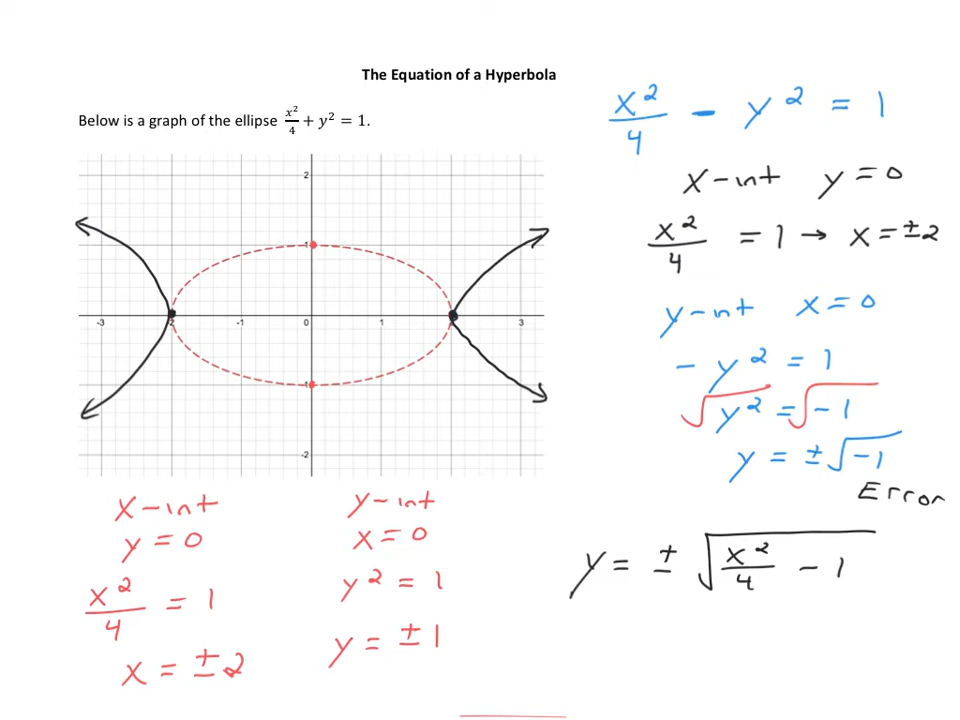 The Equation of a Hyperbola
Below is a graph of the ellipse x²/4 + y² = 1.
2
1
-3 2 -1 0 1 2 3
-1
-2
x-int
y = 0
x²/4 = 1
x = ±2
y-int
x = 0
y² = 1
y = ±1
x²/4 - y² = 1
x-int y = 0
x²/4 = 1 → x = ±2
y-int x = 0
- y² = 1
√y² = √-1
y = ±√-1
Error
y = ± √(x²/4 - 1)